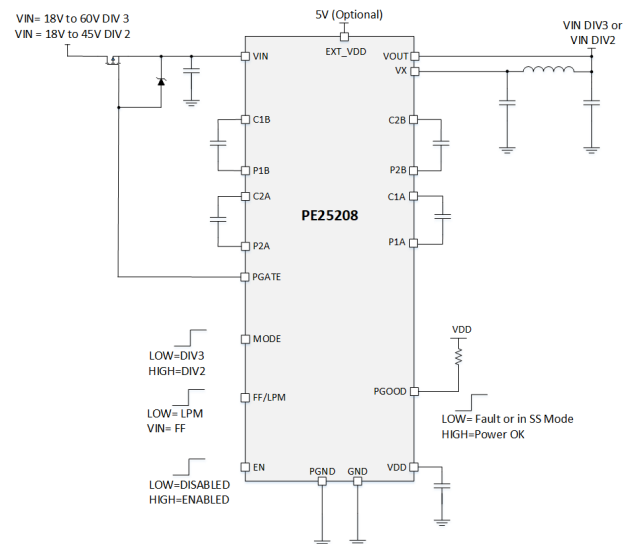 VIN= 18V to 60V DIV 3
VIN = 18V to 45V DIV 2
5V (Optional)
VIN DIV3 or
VIN DIV2
EXT_VDD
VIN
VOUT
VX
C1B
C2B
P1B
P2B
C2A
C1A
PE25208
P2A
P1A
PGATE
MODE
LOW=DIV3
HIGH=DIV2
VDD
FF/LPM
PGOOD
LOW= LPM
VIN= FF
LOW= Fault or in SS Mode
HIGH=Power OK
EN
PGND
GND
VDD
LOW=DISABLED
HIGH=ENABLED